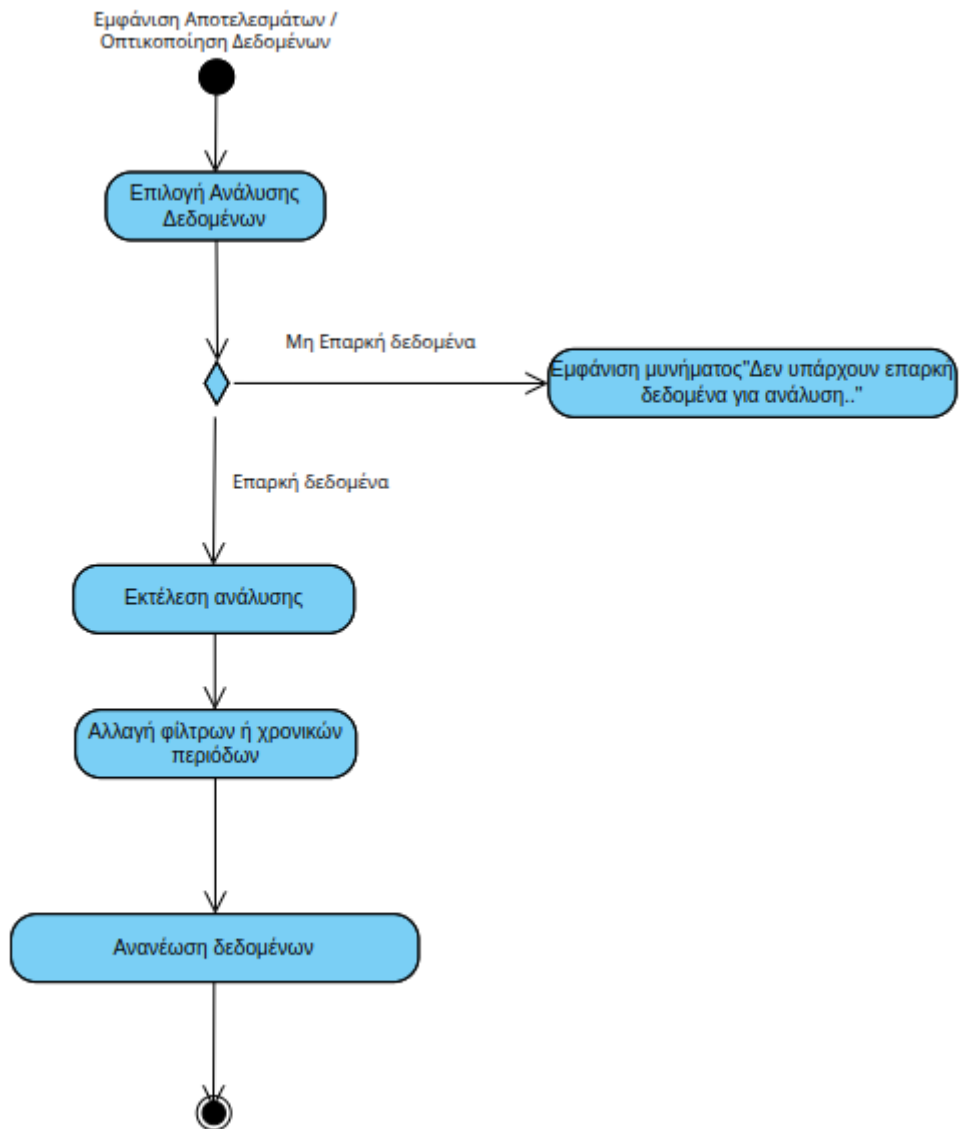 Εμφάνιση Αποτελεσμάτων /
Οπτικοποίηση Δεδομένων
Επιλογή Ανάλυσης
Δεδομένων
Μη Επαρκή δεδομένα
Εμφάνιση μυνήματος"Δεν υπάρχουν επαρκή
δεδομένα για ανάλυση.."
Επαρκή δεδομένα
Εκτέλεση ανάλυσης
Αλλαγή φίλτρων ή χρονικών
περιόδων
Ανανέωση δεδομένων